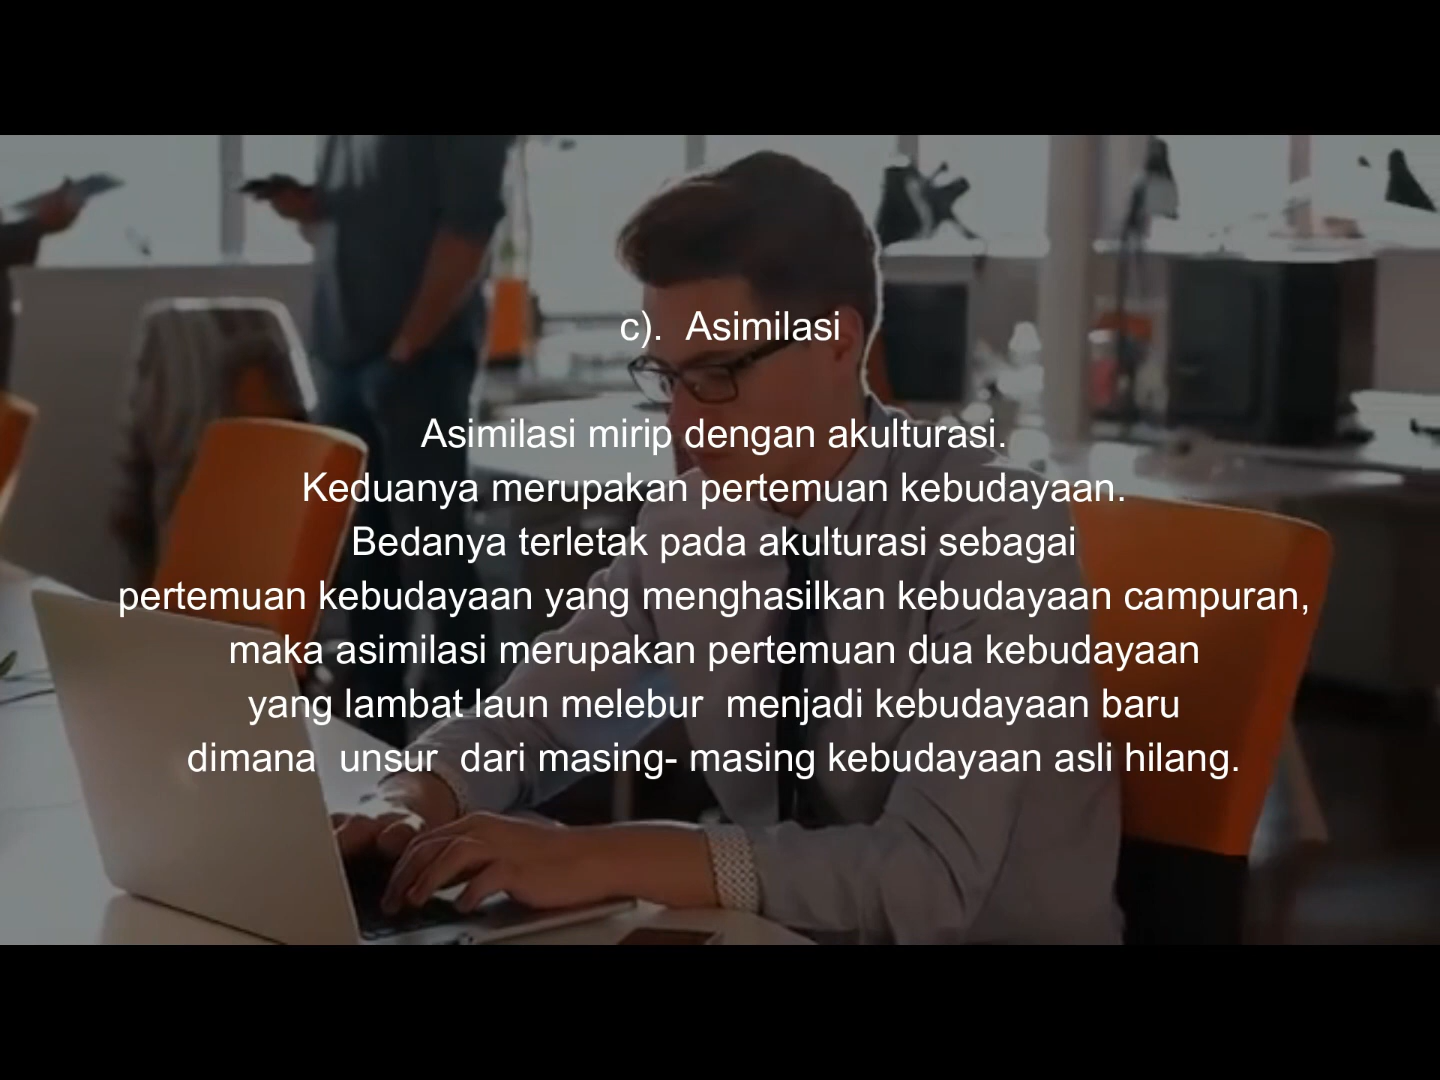 c).  Asimilasi
Asimilasi mirip dengan akulturasi.
Keduanya merupakan pertemuan kebudayaan.
Bedanya terletak pada akulturasi sebagai
pertemuan kebudayaan yang menghasilkan kebudayaan campuran,
maka asimilasi merupakan pertemuan dua kebudayaan
yang lambat laun melebur  menjadi kebudayaan baru
dimana  unsur  dari masing- masing kebudayaan asli hilang.